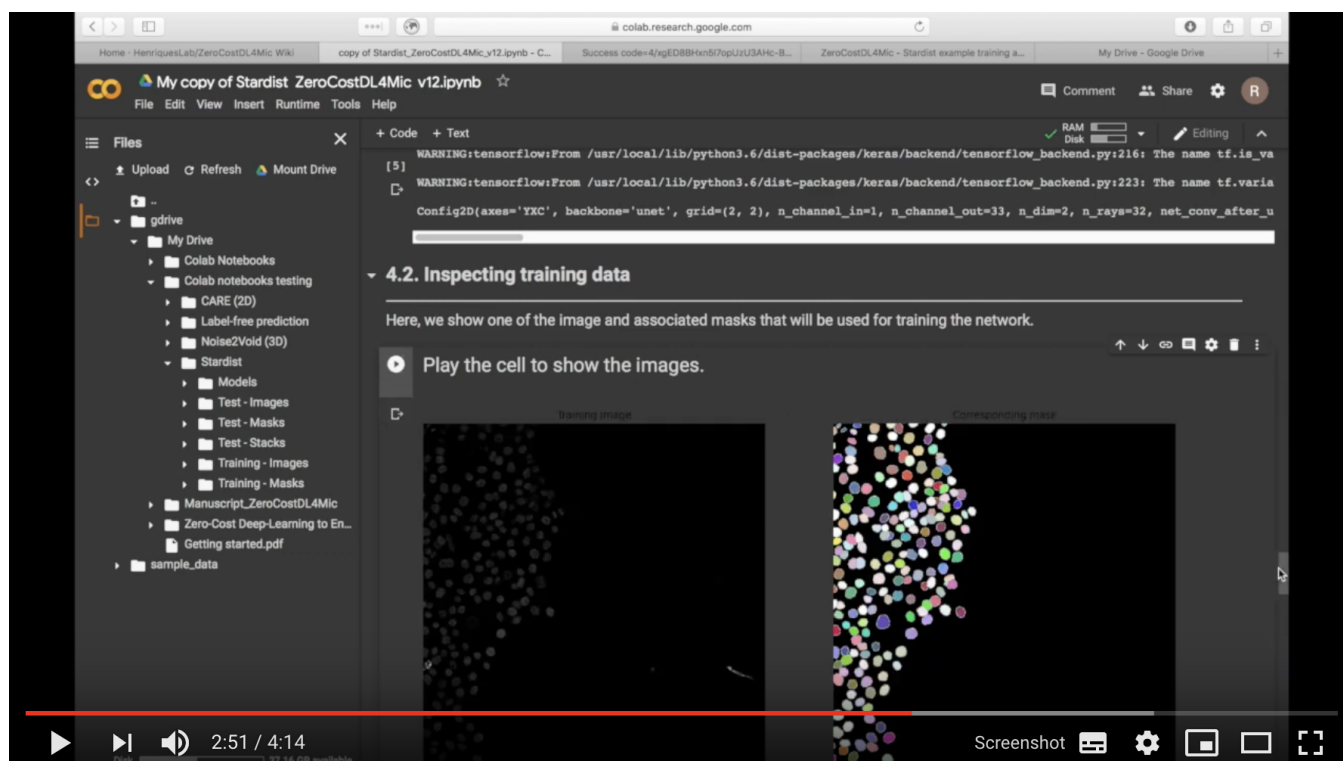 colab.research.google.com
Home · HenriquesLab/ZeroCostDL4Mic Wiki
copy of Stardist_ZeroCostDL4Mic_v12.ipynb - C...
Success code=4/xgED8BHxn5l7opUzU3AHc-B...
ZeroCostDL4Mic - Stardist example training a...
My Drive - Google Drive
My copy of Stardist ZeroCostDL4Mic v12.ipynb
File Edit View Insert Runtime Tools Help
Comment Share R
Files
+ Code + Text
RAM
Disk
Editing
Upload Refresh Mount Drive
..
gdrive
My Drive
Colab Notebooks
Colab notebooks testing
CARE (2D)
Label-free prediction
Noise2Void (3D)
Stardist
Models
Test - Images
Test - Masks
Test - Stacks
Training - Images
Training - Masks
Manuscript_ZeroCostDL4Mic
Zero-Cost Deep-Learning to En...
Getting started.pdf
sample_data
[5]
WARNING:tensorflow:From /usr/local/lib/python3.6/dist-packages/keras/backend/tensorflow_backend.py:216: The name tf.is_va
WARNING:tensorflow:From /usr/local/lib/python3.6/dist-packages/keras/backend/tensorflow_backend.py:223: The name tf.varia
Config2D(axes='YXC', backbone='unet', grid=(2, 2), n_channel_in=1, n_channel_out=33, n_dim=2, n_rays=32, net_conv_after_u
4.2. Inspecting training data
Here, we show one of the image and associated masks that will be used for training the network.
Play the cell to show the images.
Training image
Corresponding mask
2:51 / 4:14
Screenshot
Disk 37.16 GB available